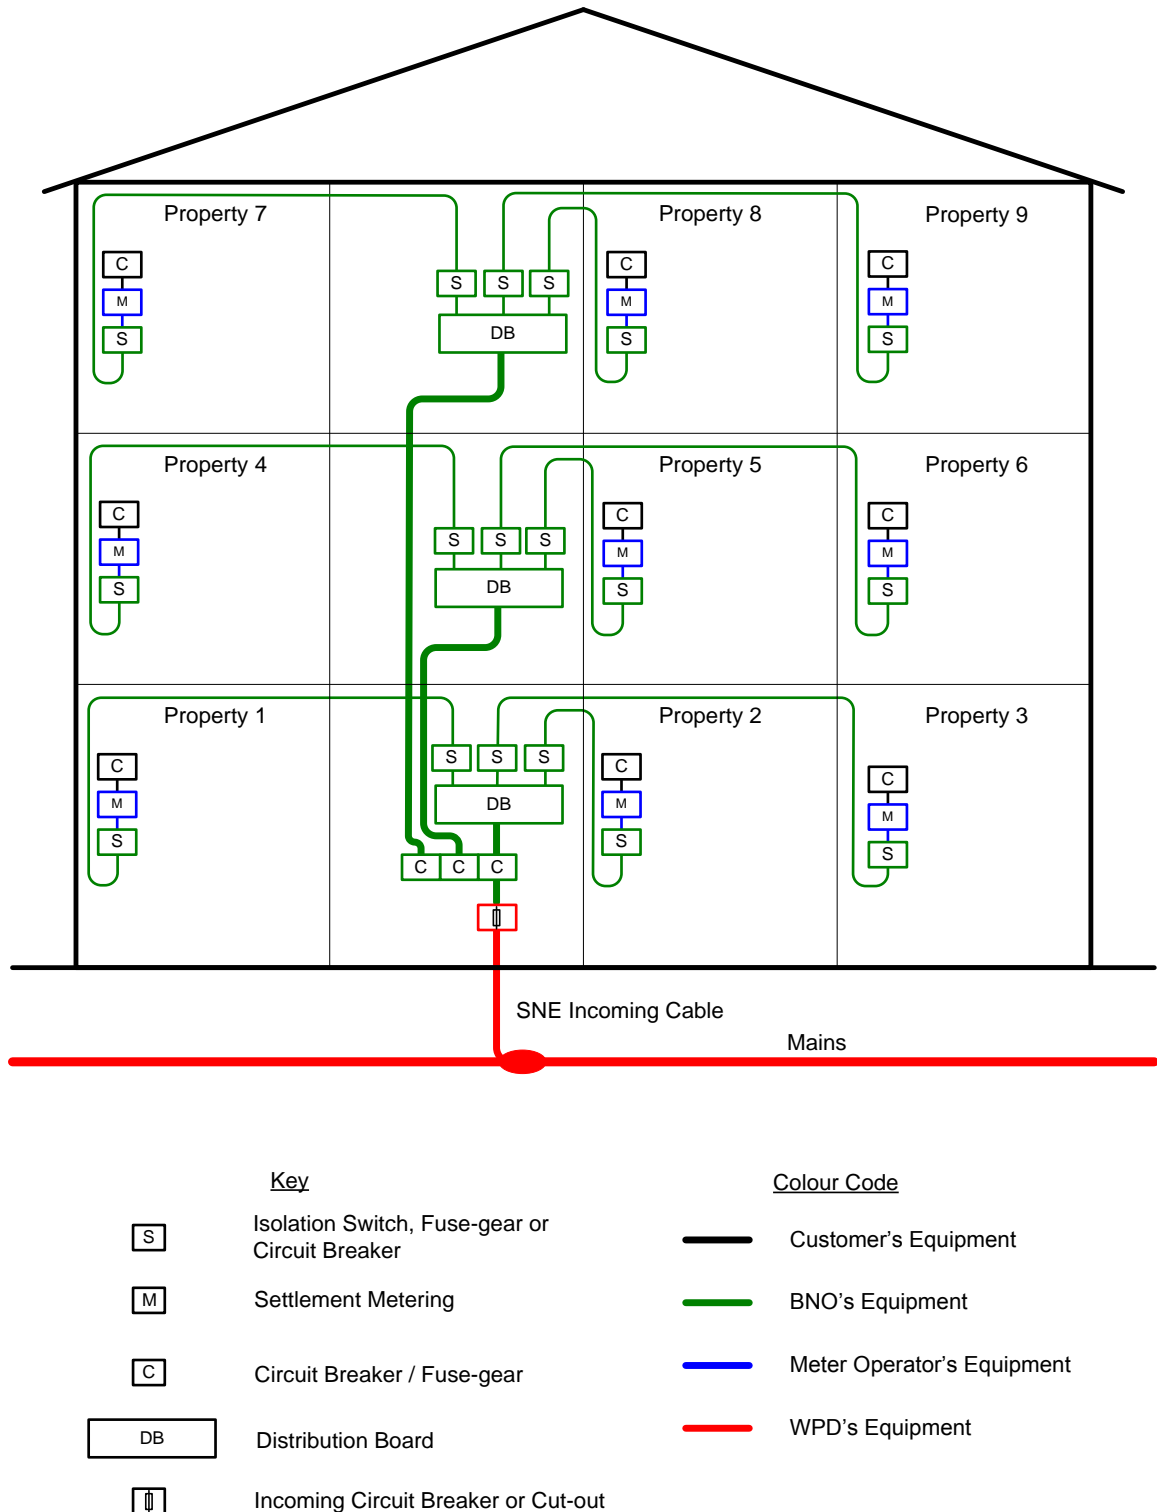 Property 7
Property 8
Property 9
C
C
C
S
S
S
M
M
M
DB
S
S
S
Property 4
Property 5
Property 6
C
C
C
S
S
S
M
M
M
DB
S
S
S
Property 1
Property 2
Property 3
S
S
S
C
C
C
M
DB
M
M
S
S
S
C
C
C
SNE Incoming Cable
Mains
Key
Colour Code
S
Isolation Switch, Fuse-gear or
Circuit Breaker
Customer's Equipment
M
Settlement Metering
BNO's Equipment
C
Circuit Breaker / Fuse-gear
Meter Operator's Equipment
DB
Distribution Board
WPD's Equipment
Incoming Circuit Breaker or Cut-out